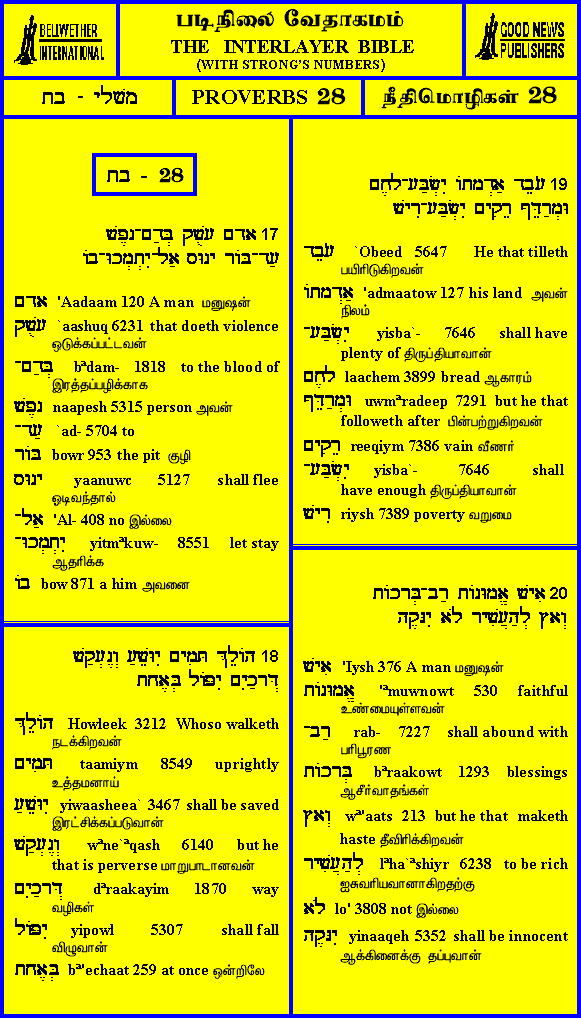 BELLWETHER
INTERNATIONAL
படிநிலை வேதாகமம்
THE INTERLAYER BIBLE
(WITH STRONG'S NUMBERS)
GOOD NEWS
PUBLISHERS
משלי - כח
PROVERBS 28
நீதிமொழிகள் 28
כח - 28
17 אדם עשק בדם־נפש
עד־בור ינוס אל־יתמכו־בו
אדם 'Aadaam 120 A man மனுஷன்
עשק `aashuq 6231 that doeth violence
ஒடுக்கப்பட்டவன்
בדם־ bªdam- 1818 to the blood of
இரத்தப்பழிக்காக
נפש naapesh 5315 person அவன்
עד־ `ad- 5704 to
בור bowr 953 the pit குழி
ינוס yaanuwc 5127 shall flee
ஓடிவந்தால்
אל־ 'Al- 408 no இல்லை
יתמכו־ yitmªkuw- 8551 let stay
ஆதரிக்க
בו bow 871 a him அவனை
18 הולך תמים יושע ונעקש
דרכים יפול באחת
הולך Howleek 3212 Whoso walketh
நடக்கிறவன்
תמים taamiym 8549 uprightly
உத்தமனாய்
יושע yiwaasheea` 3467 shall be saved
இரட்சிக்கப்படுவான்
ונעקש wªne`ªqash 6140 but he
that is perverse மாறுபாடானவன்
דרכים dªraakayim 1870 way
வழிகள்
יפול yipowl 5307 shall fall
விழுவான்
באחת bª'echaat 259 at once ஒன்றிலே
19 עבד אדמתו ישבע־לחם
ומרדף רקים ישבע־ריש
עבד `Obeed 5647 He that tilleth
பயிரிடுகிறவன்
אדמתו 'admaatow 127 his land அவன்
நிலம்
ישבע־ yisba`- 7646 shall have
plenty of திருப்தியாவான்
לחם laachem 3899 bread ஆகாரம்
ומרדף uwmªradeep 7291 but he that
followeth after பின்பற்றுகிறவன்
רקים reeqiym 7386 vain வீணர்
ישבע־ yisba`- 7646 shall
have enough திருப்தியாவான்
ריש riysh 7389 poverty வறுமை
20 איש אמונות רב־ברכות
ואץ להעשיר לא ינקה
איש 'Iysh 376 A man மனுஷன்
אמונות 'ªmuwnowt 530 faithful
உண்மையுள்ளவன்
רב־ rab- 7227 shall abound with
பரிபூரண
ברכות bªraakowt 1293 blessings
ஆசீர்வாதங்கள்
ואץ wª'aats 213 but he that maketh
haste தீவிரிக்கிறவன்
להעשיר lªha`ªshiyr 6238 to be rich
ஐசுவரியவானாகிறதற்கு
לא lo' 3808 not இல்லை
ינקה yinaaqeh 5352 shall be innocent
ஆக்கினைக்கு தப்புவான்